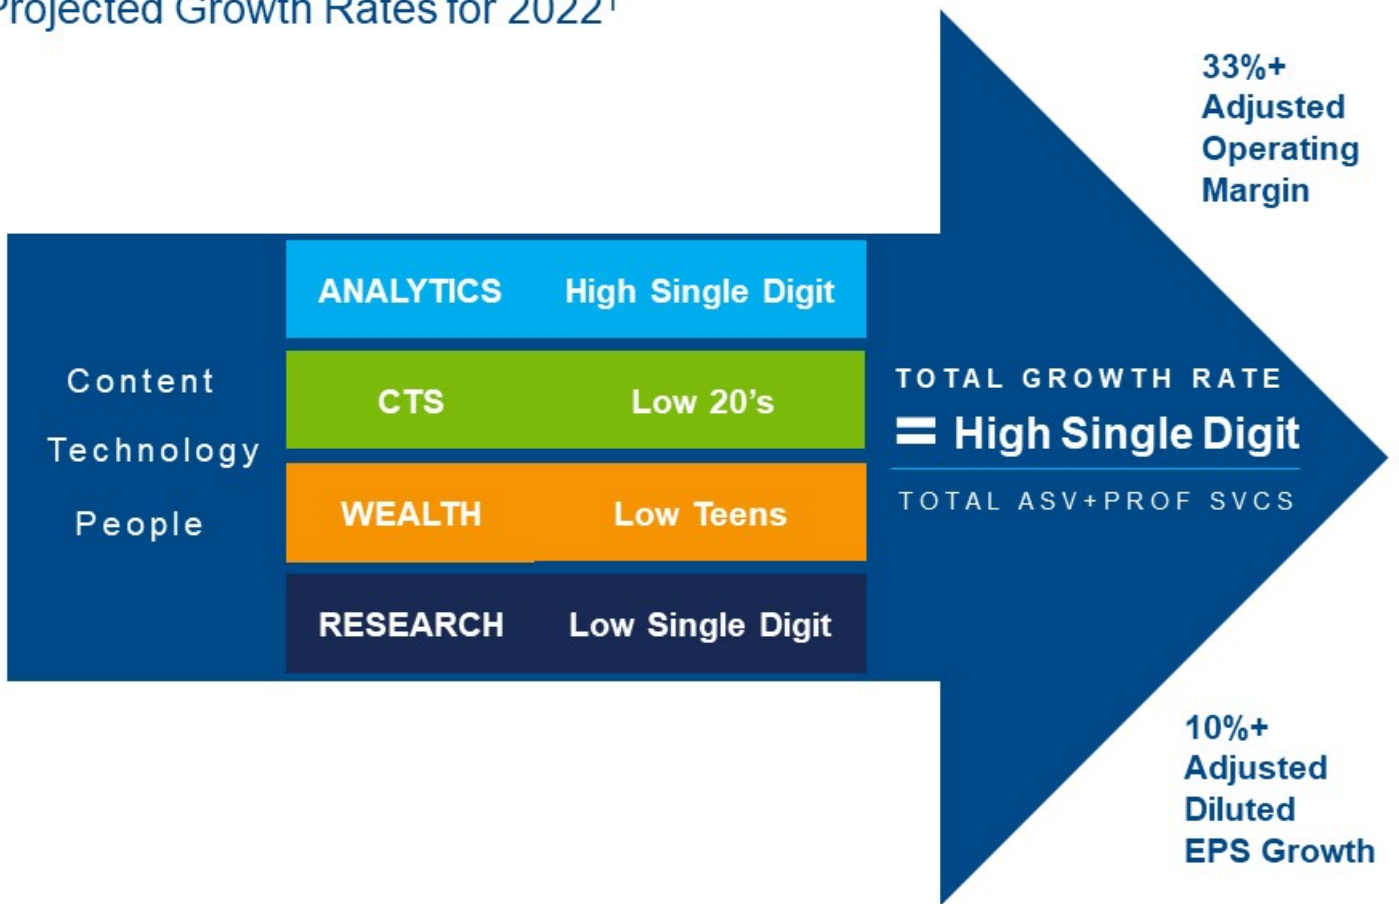 Projected Growth Rates for 2022¹
33%+
Adjusted
Operating
Margin
Content
Technology
People
ANALYTICS High Single Digit
CTS Low 20's
WEALTH Low Teens
RESEARCH Low Single Digit
TOTAL GROWTH RATE
= High Single Digit
TOTAL ASV+PROF SVCS
10%+
Adjusted
Diluted
EPS Growth